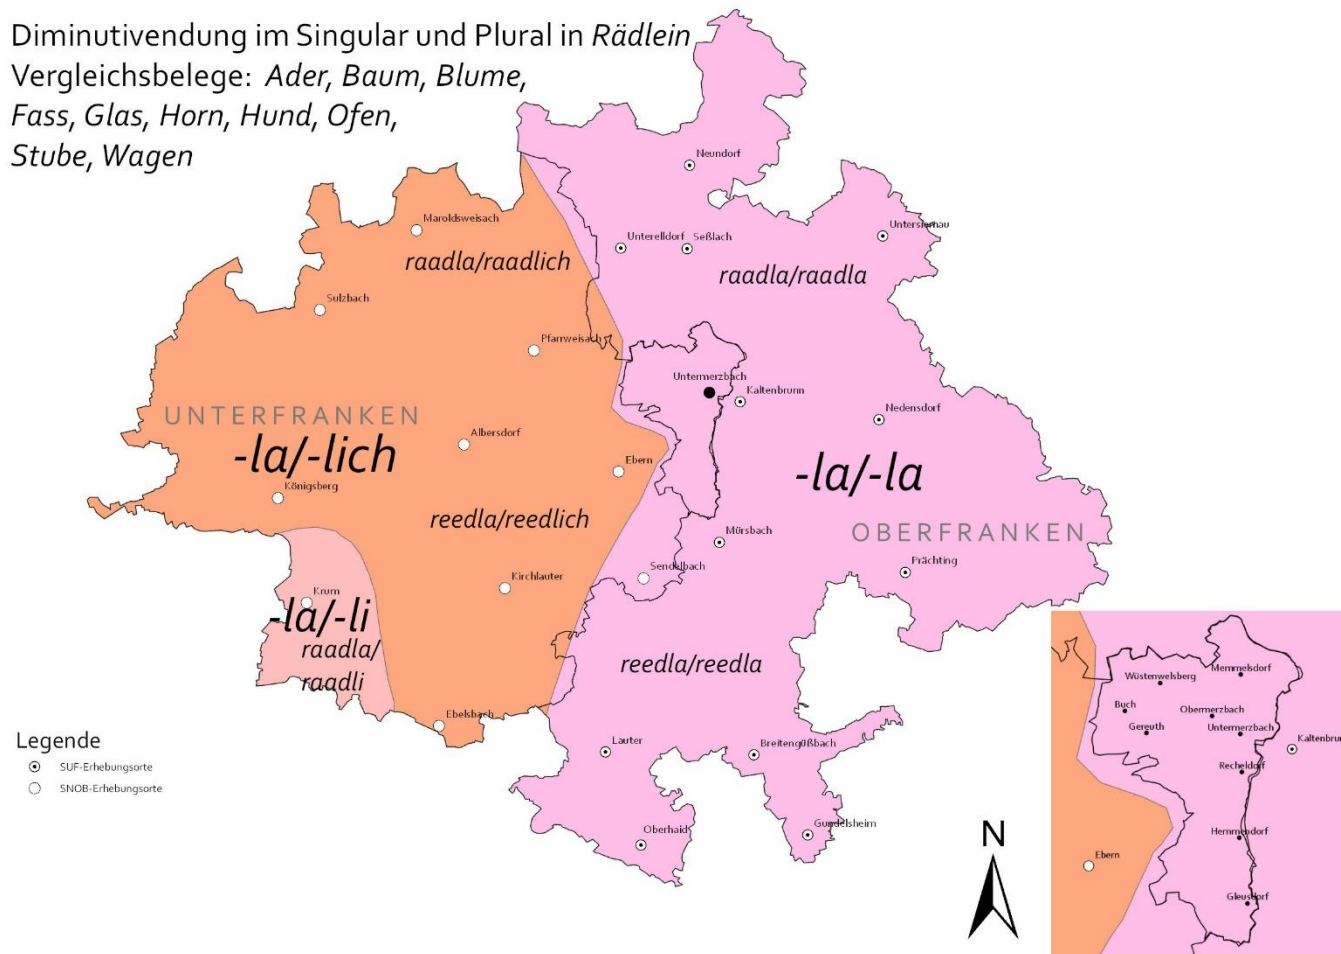 Diminutivendung im Singular und Plural in Rädlein
Vergleichsbelege: Ader, Baum, Blume,
Fass, Glas, Horn, Hund, Ofen,
Stube, Wagen
Neundorf
Maroldsweisach
Unterelldorf
Seßlach
Untersiemau
raadla/raadlich
raadla/raadla
Sulzbach
Pfarrweisach
Untermerzbach
Kaltenbrunn
Nedensdorf
UNTERFRANKEN
-la/-lich
Albersdorf
Ebern
-la/-la
Königsberg
reedla/reedlich
OBERFRANKEN
Mürsbach
Sendelbach
Prächting
Kirchlauter
Krum
-la/-li
raadla/
raadli
reedla/reedla
Ebelsbach
Lauter
Breitengüßbach
Oberhaid
Gundelsheim
Legende
SUF-Erhebungsorte
SNOB-Erhebungsorte
N
Memmelsdorf
Wüstenwelsberg
Buch
Obermerzbach
Gereuth
Untermerzbach
Kaltenbrun
Recheldorf
Hemmendorf
Ebern
Gleusdorf